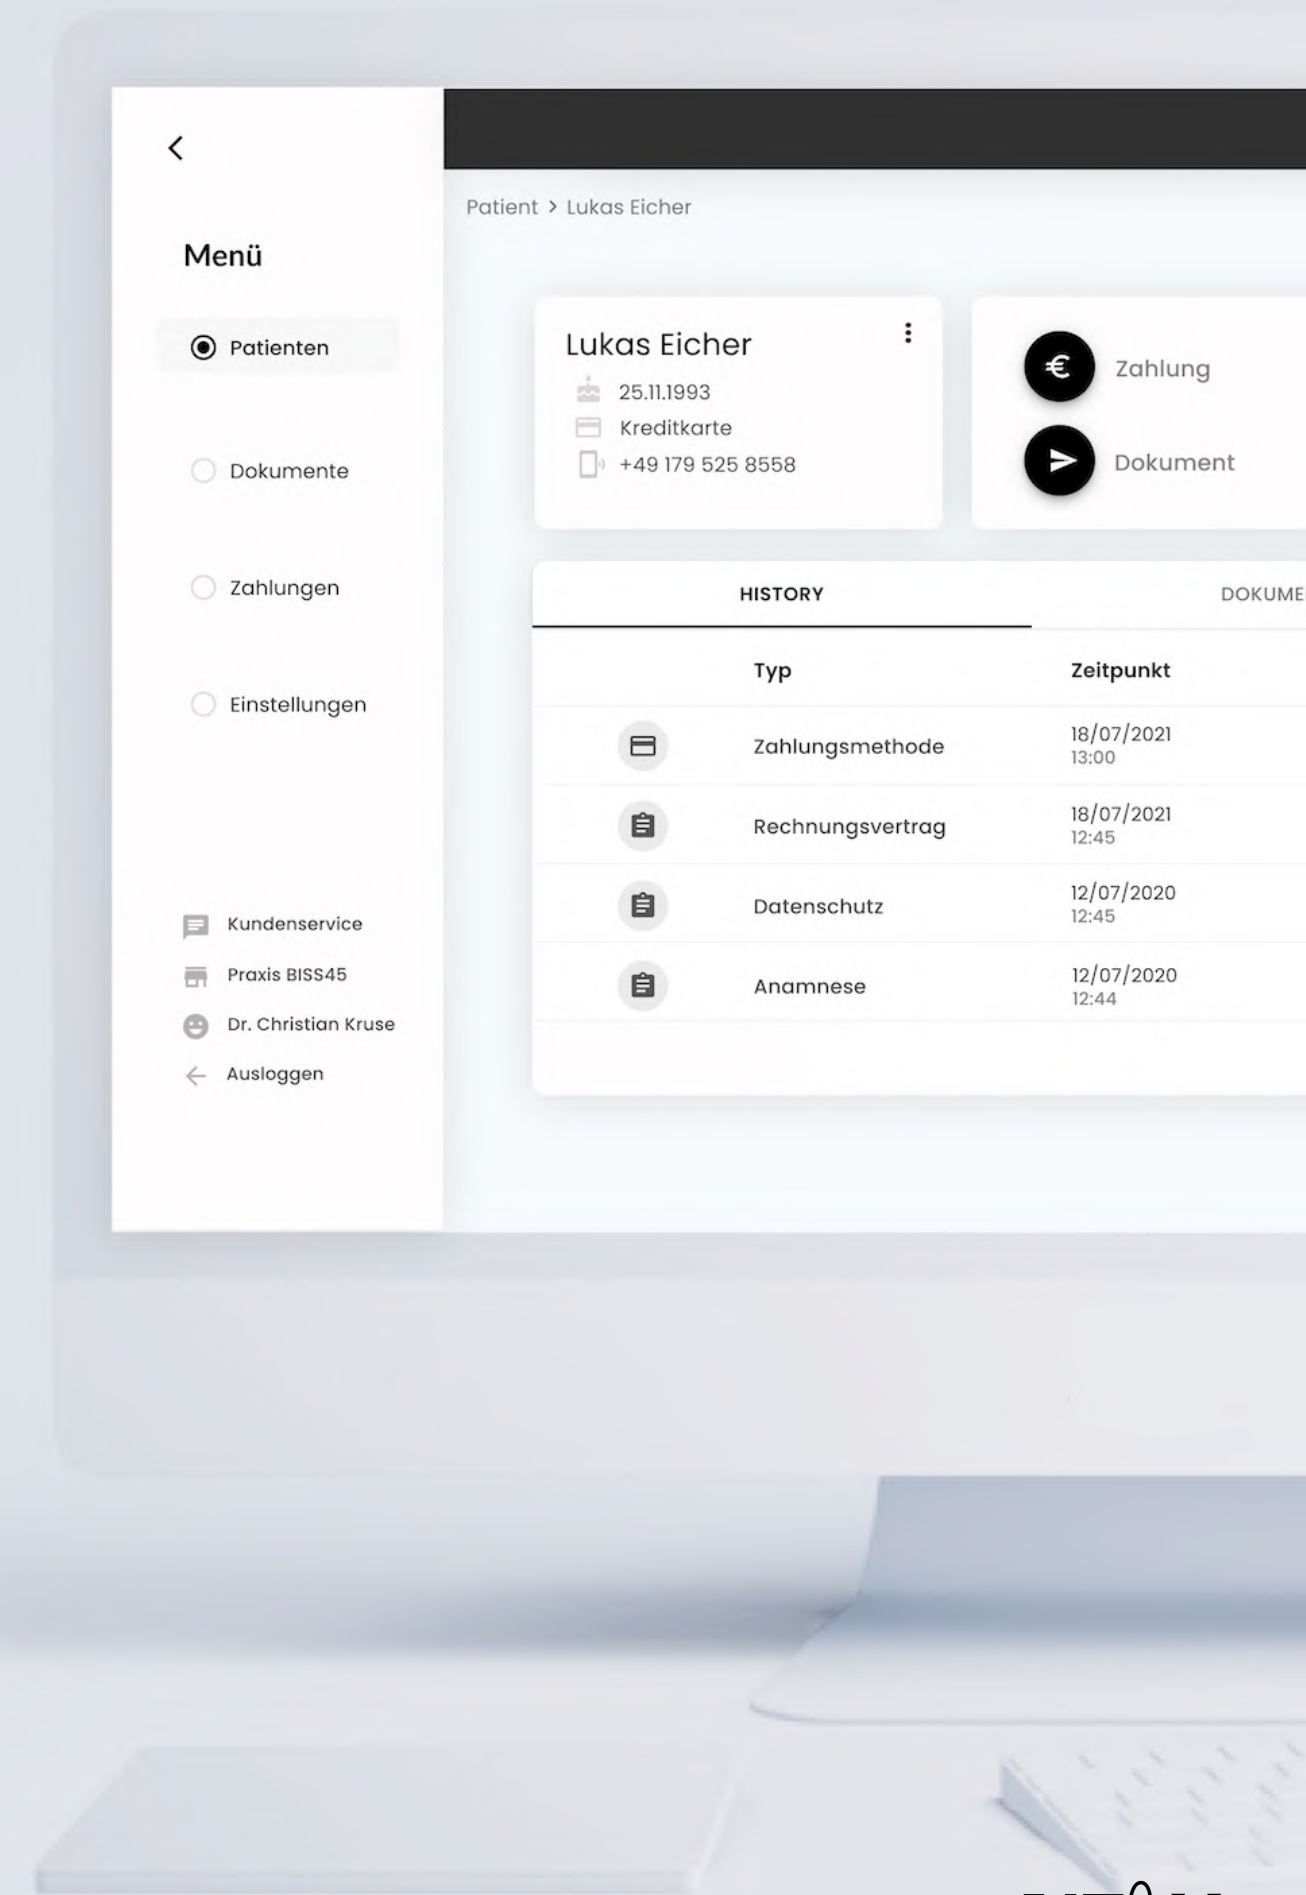 Patient > Lukas Eicher
Menü
Patienten
Dokumente
Zahlungen
Einstellungen
Kundenservice
Praxis BISS45
Dr. Christian Kruse
Ausloggen
Lukas Eicher
25.11.1993
Kreditkarte
+49 179 525 8558
Zahlung
Dokument
HISTORY
DOKUME
Typ
Zeitpunkt
Zahlungsmethode
18/07/2021
13:00
Rechnungsvertrag
18/07/2021
12:45
Datenschutz
12/07/2020
12:45
Anamnese
12/07/2020
12:44